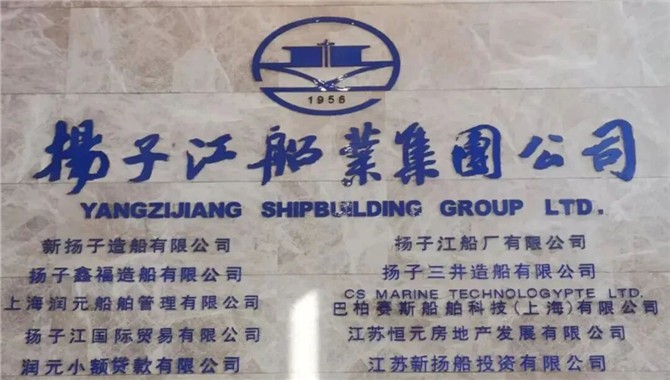 1956
揚子江船業集團公司
YANGZIJIANG SHIPBUILDING GROUP LTD.
新扬子造船有限公司
扬子鑫福造船有限公司
上海润元船舶管理有限公司
扬子江国际贸易有限公司
润元小额贷款有限公司
扬子江船厂有限公司
扬子三井造船有限公司
CS MARINE TECHNOLOGYPTE LTD.
巴柏赛斯船舶科技(上海)有限公司
江苏恒元房地产发展有限公司
江苏新扬船投资有限公司